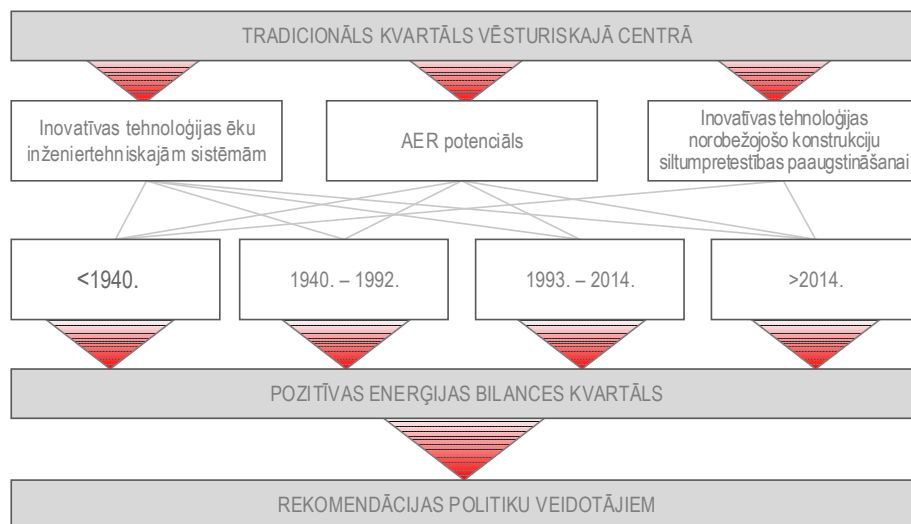 TRADICIONĀLS KVARTĀLS VĒSTURISKAJĀ CENTRĀ
Inovatīvas tehnoloģijas ēku
inženiertehniskajām sistēmām
AER potenciāls
Inovatīvas tehnoloģijas
norobežojošo konstrukciju
siltumpretestības paaugstināšanai
<1940.
1940. – 1992.
1993. – 2014.
>2014.
POZITĪVAS ENERĢIJAS BILANCES KVARTĀLS
REKOMENDĀCIJAS POLITIKU VEIDOTĀJIEM